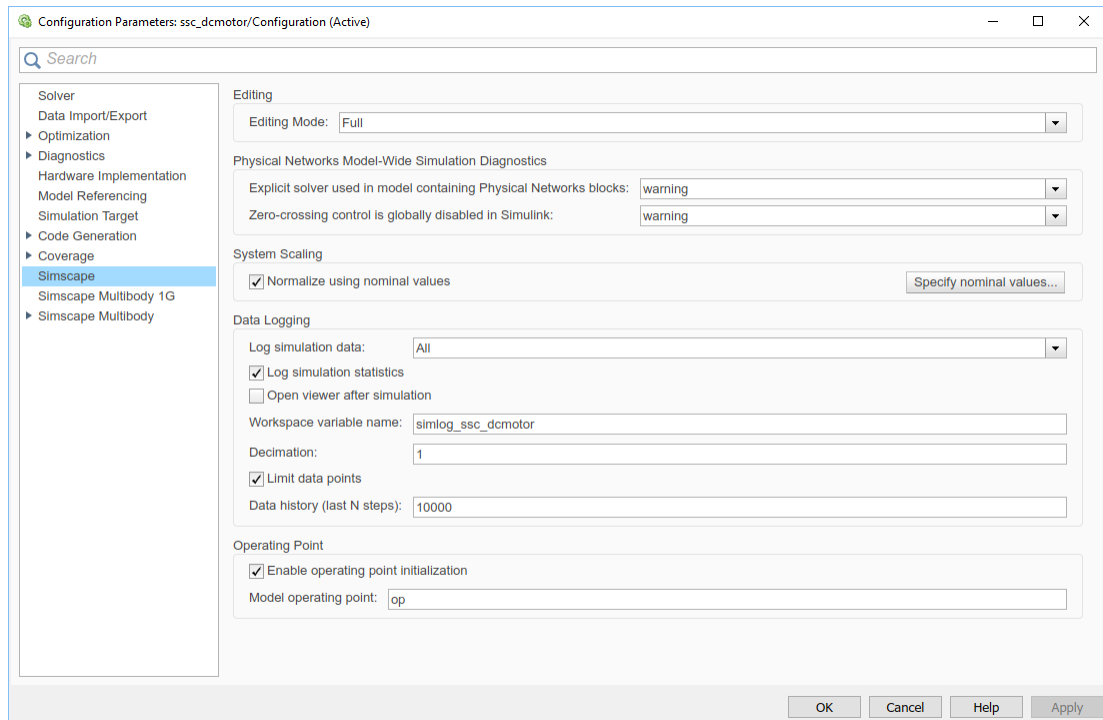 Configuration Parameters: ssc_dcmotor/Configuration (Active)
Search
Solver
Data Import/Export
Optimization
Diagnostics
Hardware Implementation
Model Referencing
Simulation Target
Code Generation
Coverage
Simscape
Simscape Multibody 1G
Simscape Multibody
Editing
Editing Mode: Full
Physical Networks Model-Wide Simulation Diagnostics
Explicit solver used in model containing Physical Networks blocks: warning
Zero-crossing control is globally disabled in Simulink: warning
System Scaling
Normalize using nominal values Specify nominal values...
Data Logging
Log simulation data: All
Log simulation statistics
Open viewer after simulation
Workspace variable name: simlog_ssc_dcmotor
Decimation: 1
Limit data points
Data history (last N steps): 10000
Operating Point
Enable operating point initialization
Model operating point: op
OK Cancel Help Apply